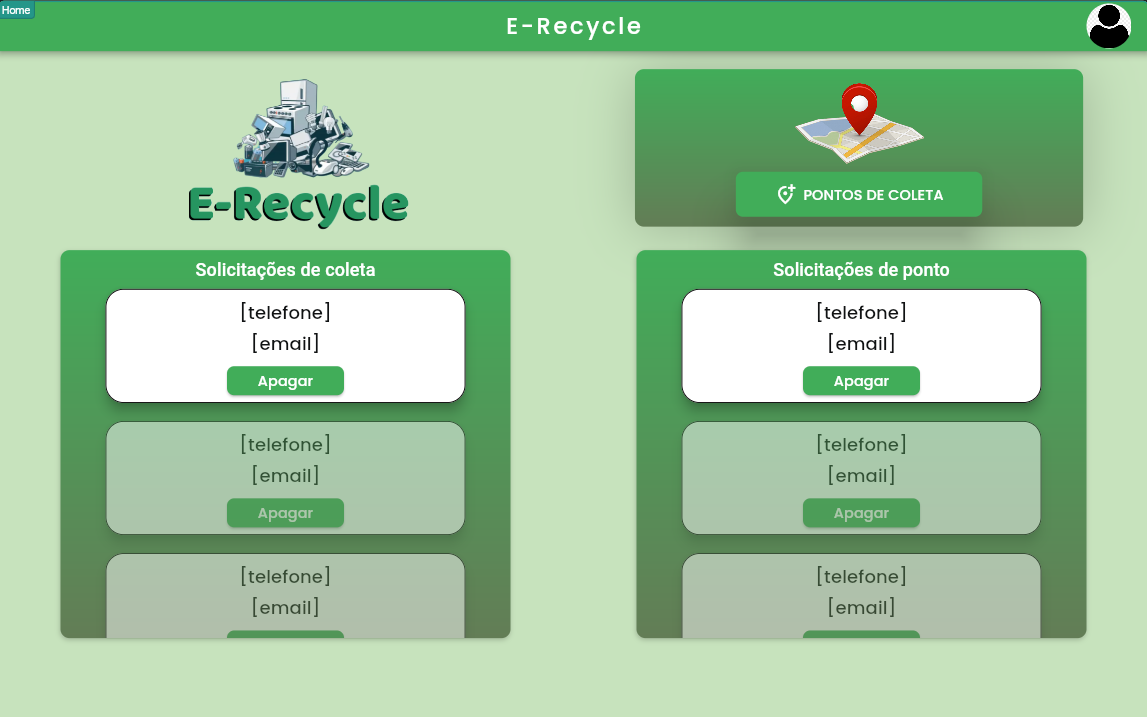 Home
E-Recycle
E-Recycle
PONTOS DE COLETA
Solicitações de coleta
[telefone]
[email]
Apagar
[telefone]
[email]
Apagar
[telefone]
[email]
Solicitações de ponto
[telefone]
[email]
Apagar
[telefone]
[email]
Apagar
[telefone]
[email]